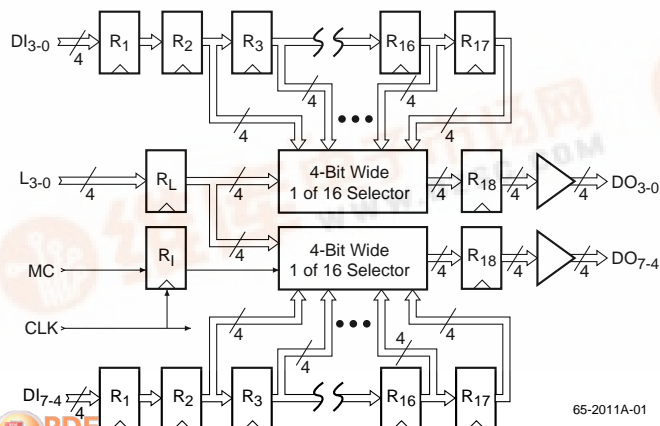 DI3-0 4 R1 R2 R3 R16 R17
4 4 4 4
L3-0 4 RL 4 4-Bit Wide 1 of 16 Selector 4 R18 4 4 DO3-0
MC RI 4 4-Bit Wide 1 of 16 Selector 4 R18 4 4 DO7-4
CLK
4 4 4 4
DI7-4 4 R1 R2 R3 R16 R17
65-2011A-01
PDF